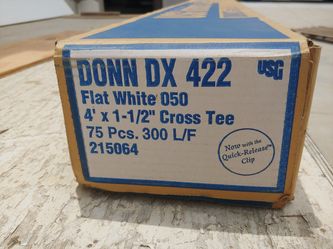 DONN DX 422
USG
Flat White 050
4' x 1-1/2" Cross Tee
75 Pcs. 300 L/F
215064
Now with the
Quick-Release™
Clip